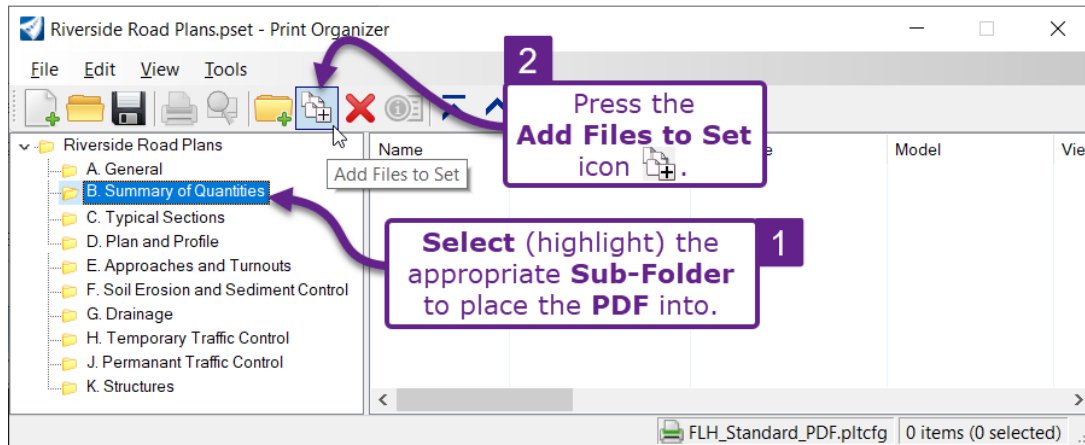 Riverside Road Plans.pset - Print Organizer
File Edit View Tools
2
Press the
Add Files to Set
icon .
Riverside Road Plans
A. General
B. Summary of Quantities
C. Typical Sections
D. Plan and Profile
E. Approaches and Turnouts
F. Soil Erosion and Sediment Control
G. Drainage
H. Temporary Traffic Control
J. Permanant Traffic Control
K. Structures
Add Files to Set
Name Model
1
Select (highlight) the
appropriate Sub-Folder
to place the PDF into.
FLH_Standard_PDF.pltcfg 0 items (0 selected)